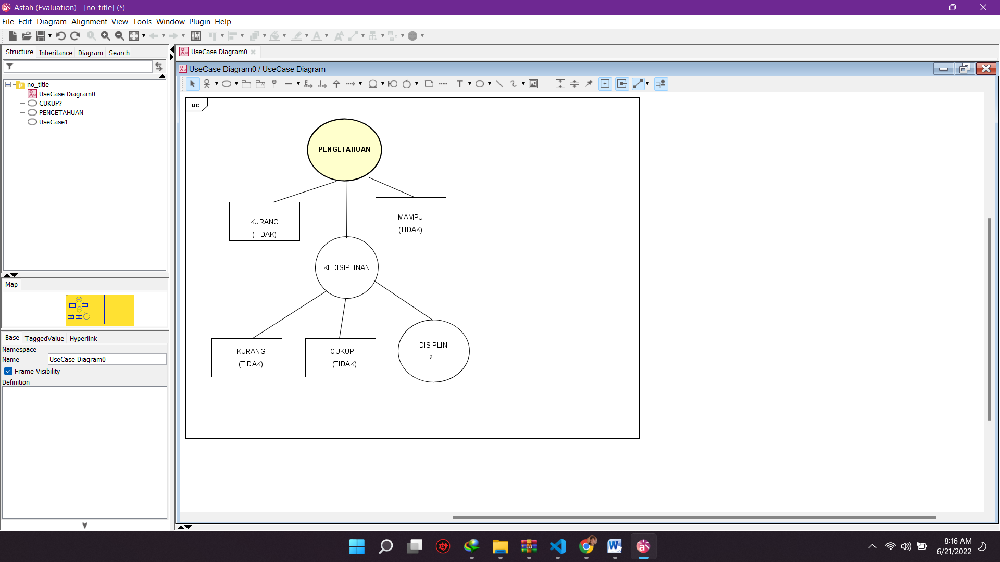 Astah (Evaluation) - [no_title] (*)
File Edit Diagram Alignment View Tools Window Plugin Help
Structure Inheritance Diagram Search
UseCase Diagram0
UseCase Diagram0 / UseCase Diagram
no_title
UseCase Diagram0
CUKUP?
PENGETAHUAN
UseCase1
Map
Base TaggedValue Hyperlink
Namespace
Name UseCase Diagram0
Frame Visibility
Definition
uc
PENGETAHUAN
KURANG
(TIDAK)
MAMPU
(TIDAK)
KEDISIPLINAN
KURANG
(TIDAK)
CUKUP
(TIDAK)
DISIPLIN
?
8:16 AM
6/21/2022